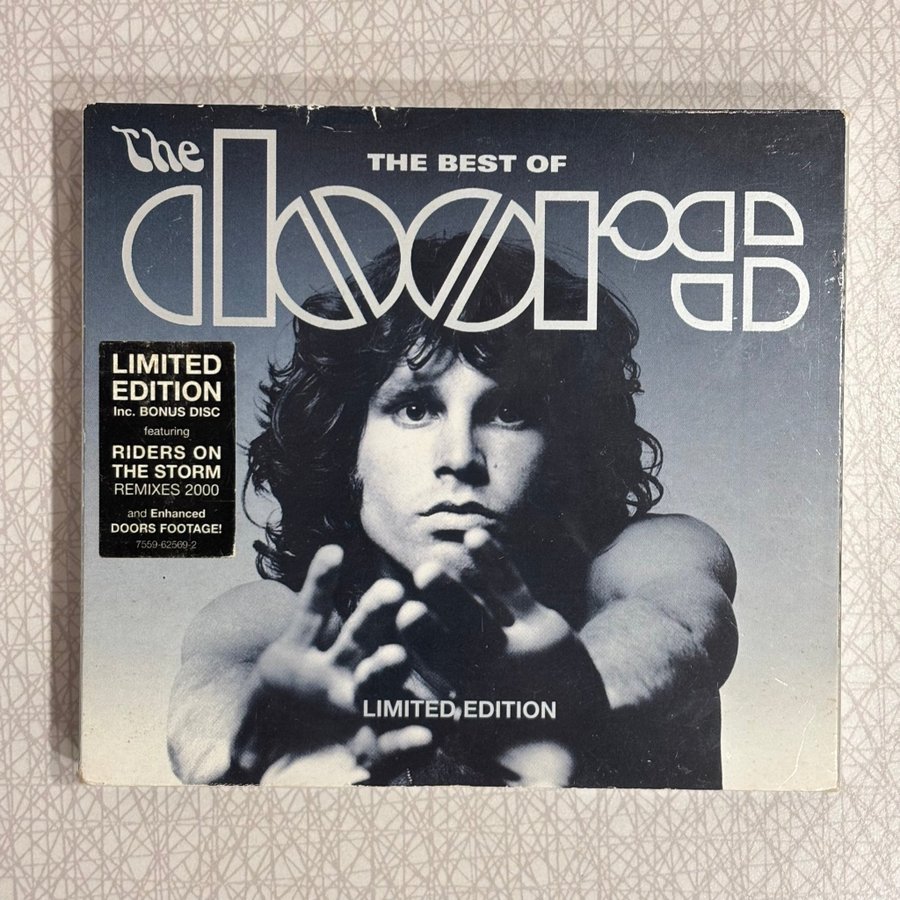 The
THE BEST OF
doors
LIMITED
EDITION
Inc. BONUS DISC
featuring
RIDERS ON
THE STORM
REMIXES 2000
and Enhanced
DOORS FOOTAGE!
7559-62569-2
LIMITED EDITION